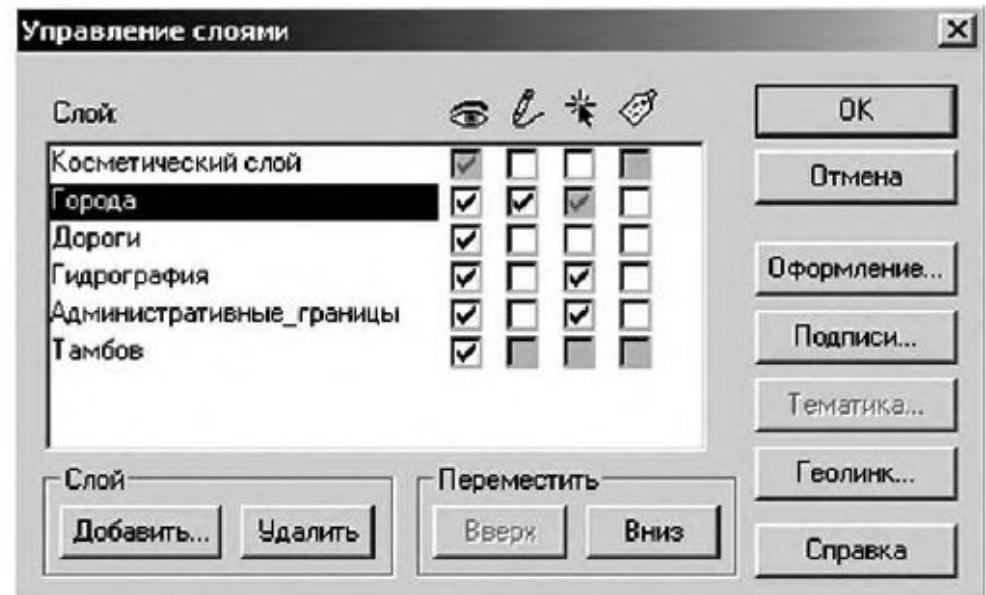 Управление слоями
Слой:
Косметический слой
Города
Дороги
Гидрография
Административные_границы
Тамбов
OK
Отмена
Оформление...
Подписи...
Тематика...
Геолинк...
Справка
Слой
Добавить...
Удалить
Переместить
Вверх
Вниз